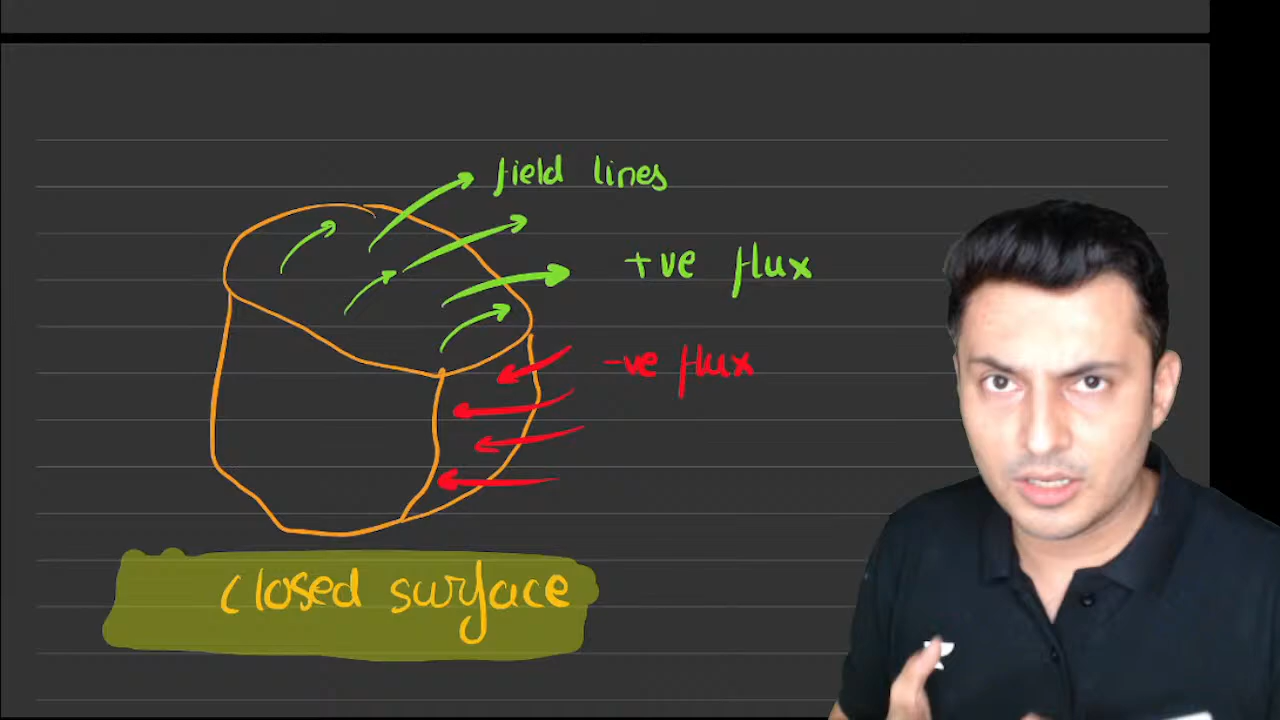 field lines
+ve flux
-ve flux
closed surface